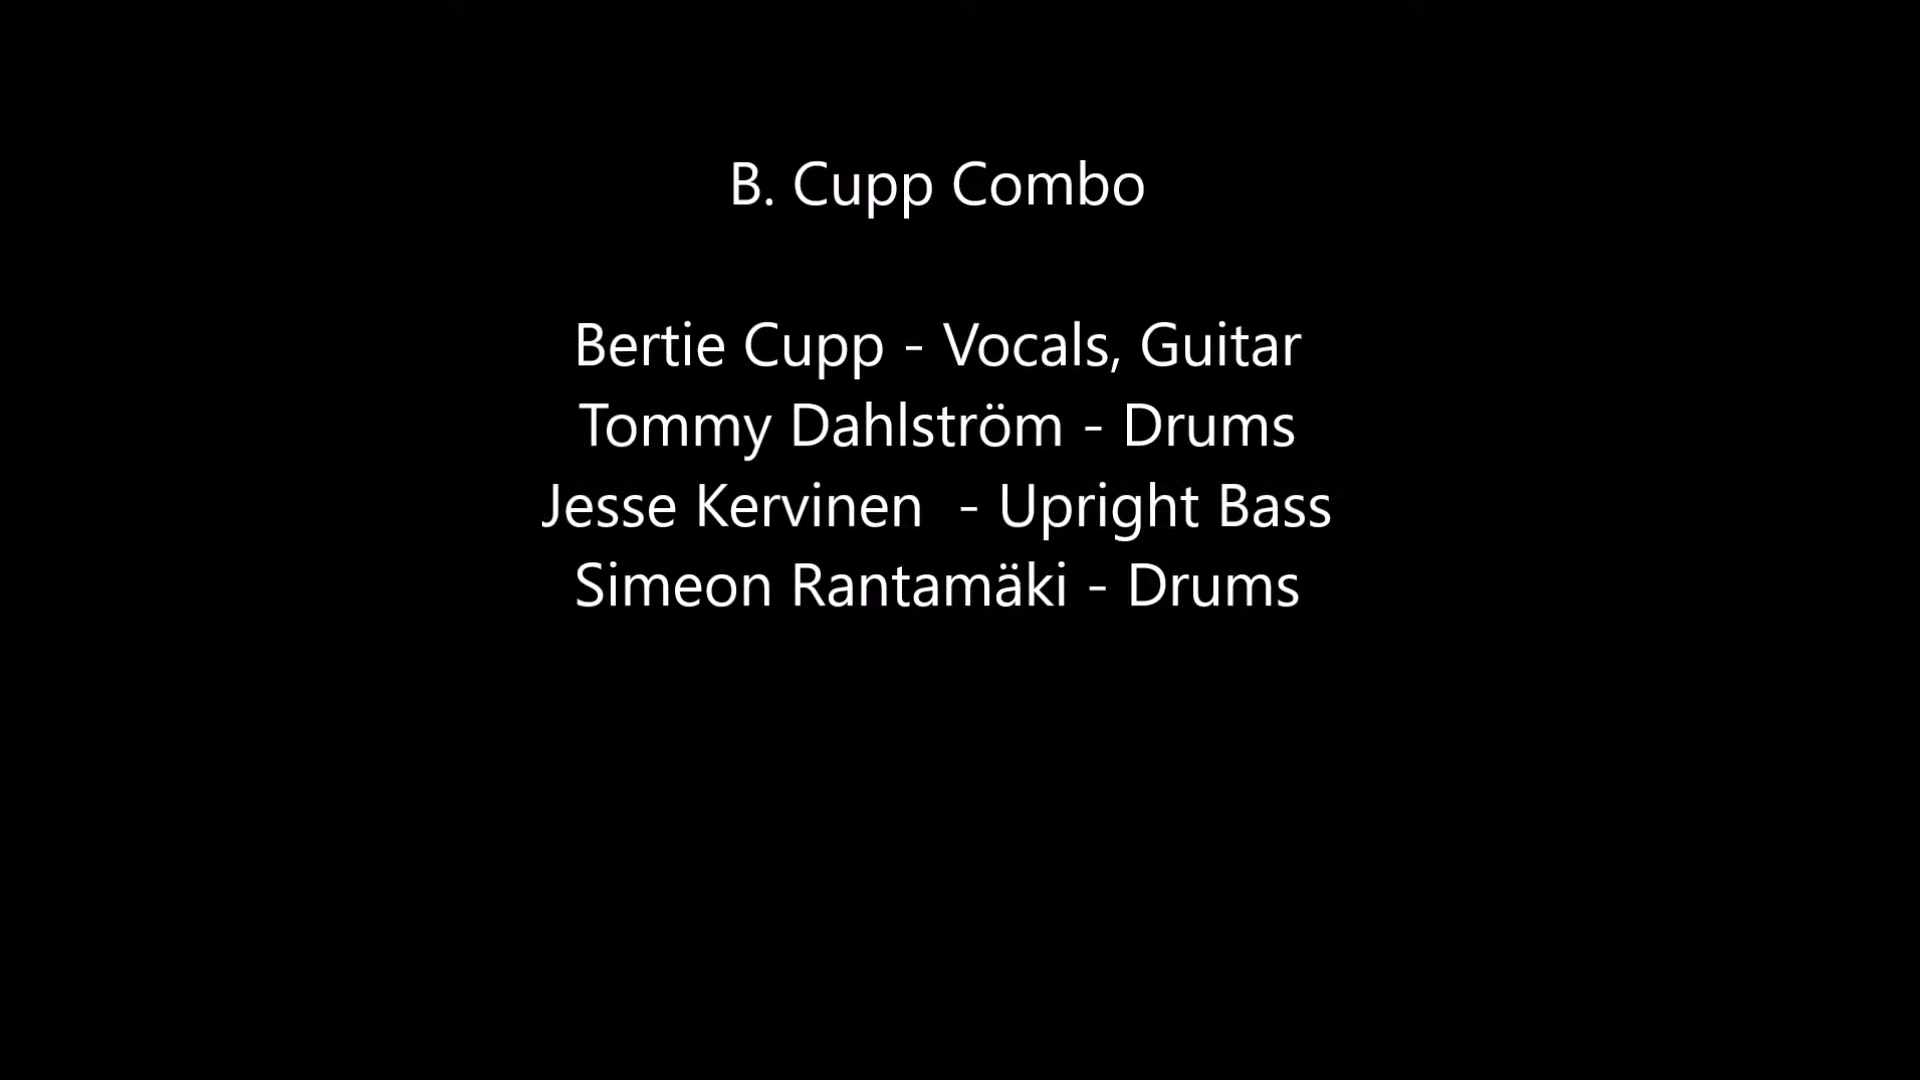 B. Cupp Combo
Bertie Cupp - Vocals, Guitar
Tommy Dahlström - Drums
Jesse Kervinen  - Upright Bass
Simeon Rantamäki - Drums